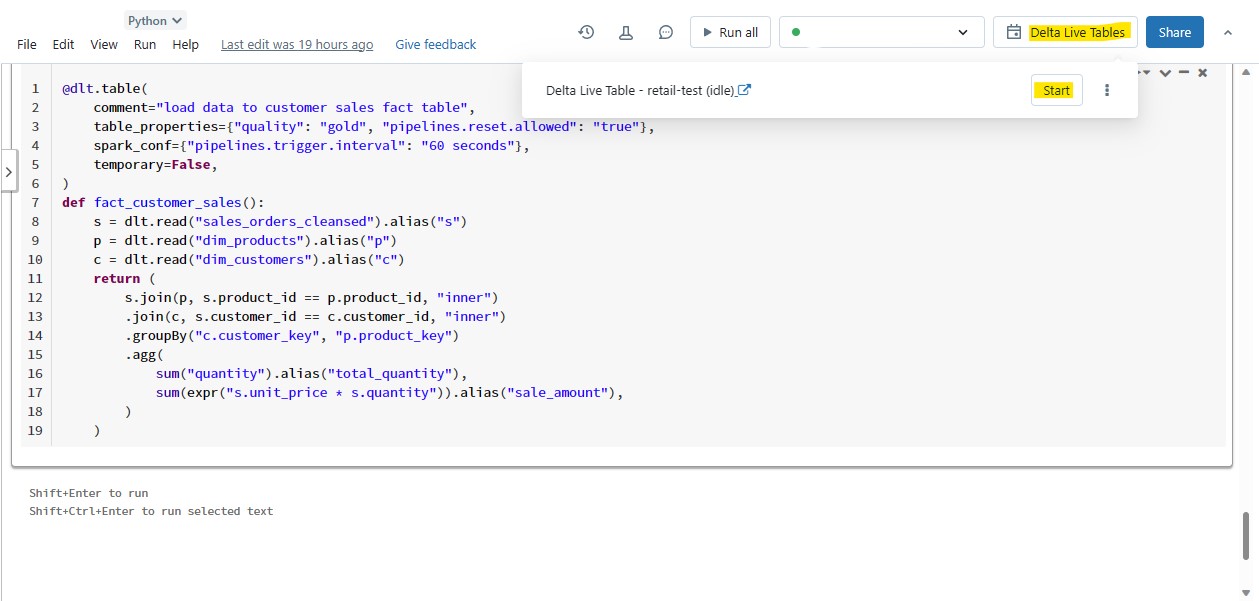 Python
File Edit View Run Help Last edit was 19 hours ago Give feedback
Run all
Delta Live Tables
Share
Delta Live Table - retail-test (idle)
Start
1 @dlt.table(
2     comment="load data to customer sales fact table",
3     table_properties={"quality": "gold", "pipelines.reset.allowed": "true"},
4     spark_conf={"pipelines.trigger.interval": "60 seconds"},
5     temporary=False,
6 )
7 def fact_customer_sales():
8     s = dlt.read("sales_orders_cleansed").alias("s")
9     p = dlt.read("dim_products").alias("p")
10     c = dlt.read("dim_customers").alias("c")
11     return (
12         s.join(p, s.product_id == p.product_id, "inner")
13         .join(c, s.customer_id == c.customer_id, "inner")
14         .groupBy("c.customer_key", "p.product_key")
15         .agg(
16             sum("quantity").alias("total_quantity"),
17             sum(expr("s.unit_price * s.quantity")).alias("sale_amount"),
18         )
19     )
Shift+Enter to run
Shift+Ctrl+Enter to run selected text